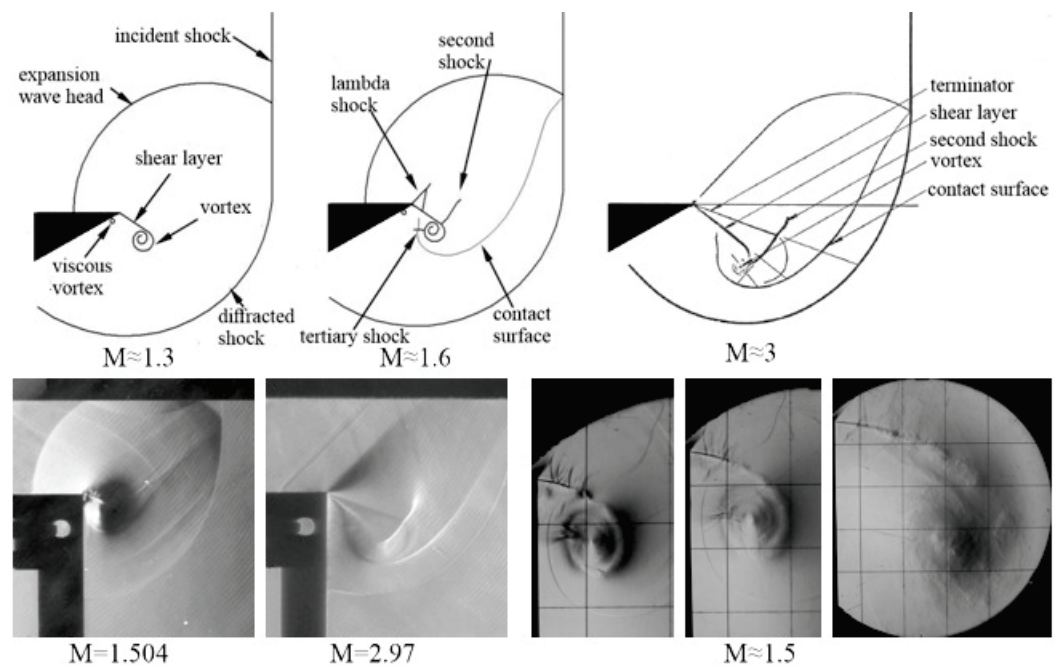 incident shock
expansion
wave head
shear layer
vortex
viscous
vortex
diffracted
shock
M≈1.3
second
shock
lambda
shock
tertiary shock
contact
surface
M≈1.6
terminator
shear layer
second shock
vortex
contact surface
M≈3
M=1.504
M=2.97
M≈1.5